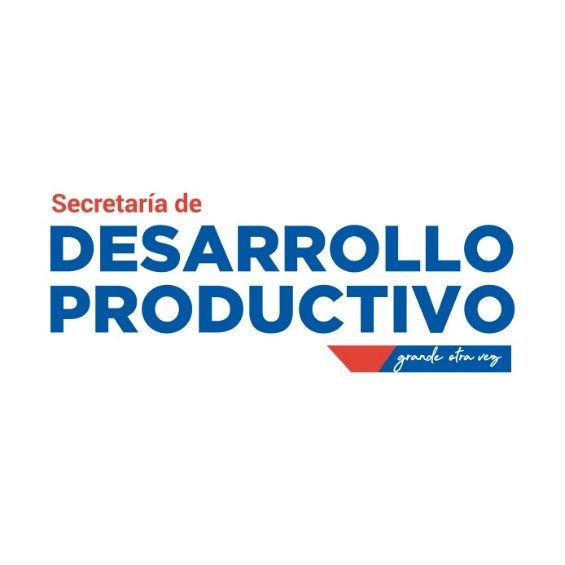 Secretaría de
DESARROLLO
PRODUCTIVO
grande otra vez